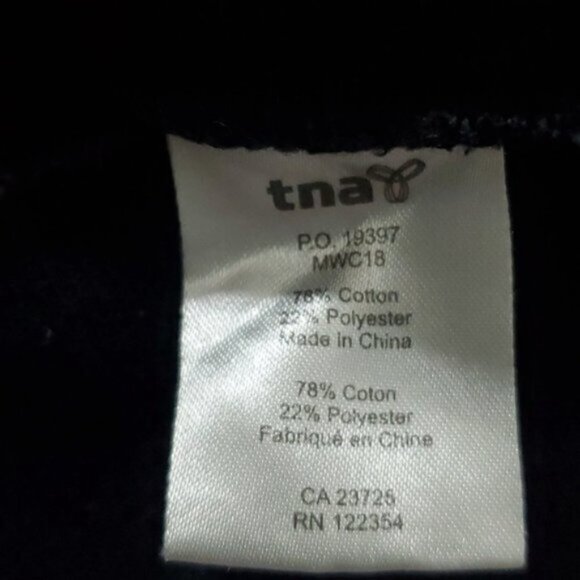 tna
P.O. 19397
MWC18
78% Cotton
22% Polyester
Made in China
78% Coton
22% Polyester
Fabriqué en Chine
CA 23725
RN 122354